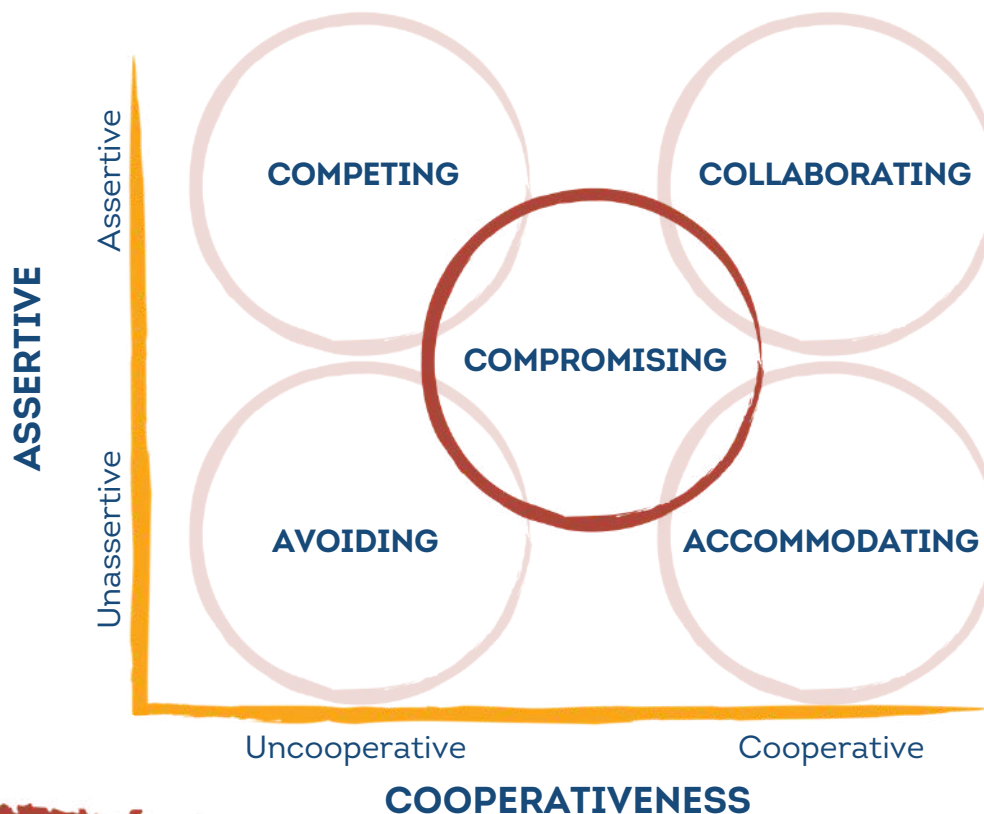 ASSERTIVE
Assertive
Unassertive
COMPETING
COLLABORATING
COMPROMISING
AVOIDING
ACCOMMODATING
Uncooperative
Cooperative
COOPERATIVENESS